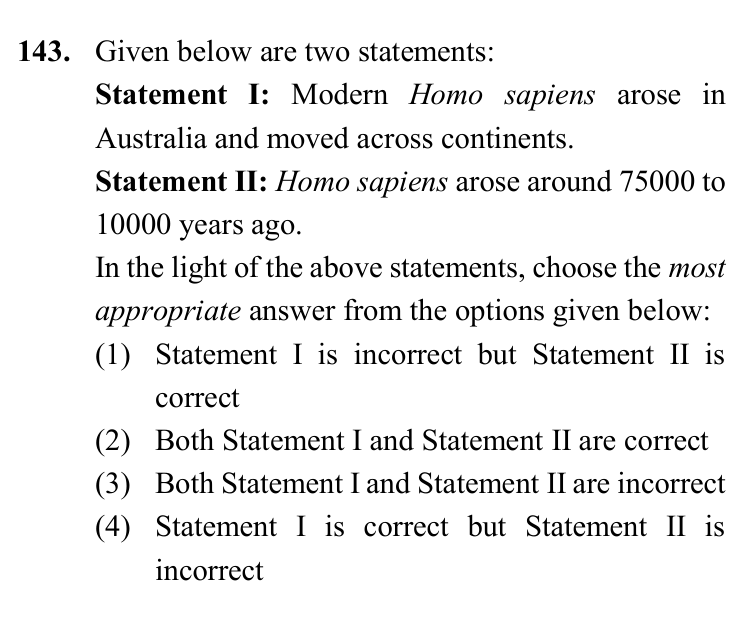 143. Given below are two statements:
Statement I: Modern Homo sapiens arose in
Australia and moved across continents.
Statement II: Homo sapiens arose around 75000 to
10000 years ago.
In the light of the above statements, choose the most
appropriate answer from the options given below:
(1) Statement I is incorrect but Statement II is
correct
(2) Both Statement I and Statement II are correct
(3) Both Statement I and Statement II are incorrect
(4) Statement I is correct but Statement II is
incorrect